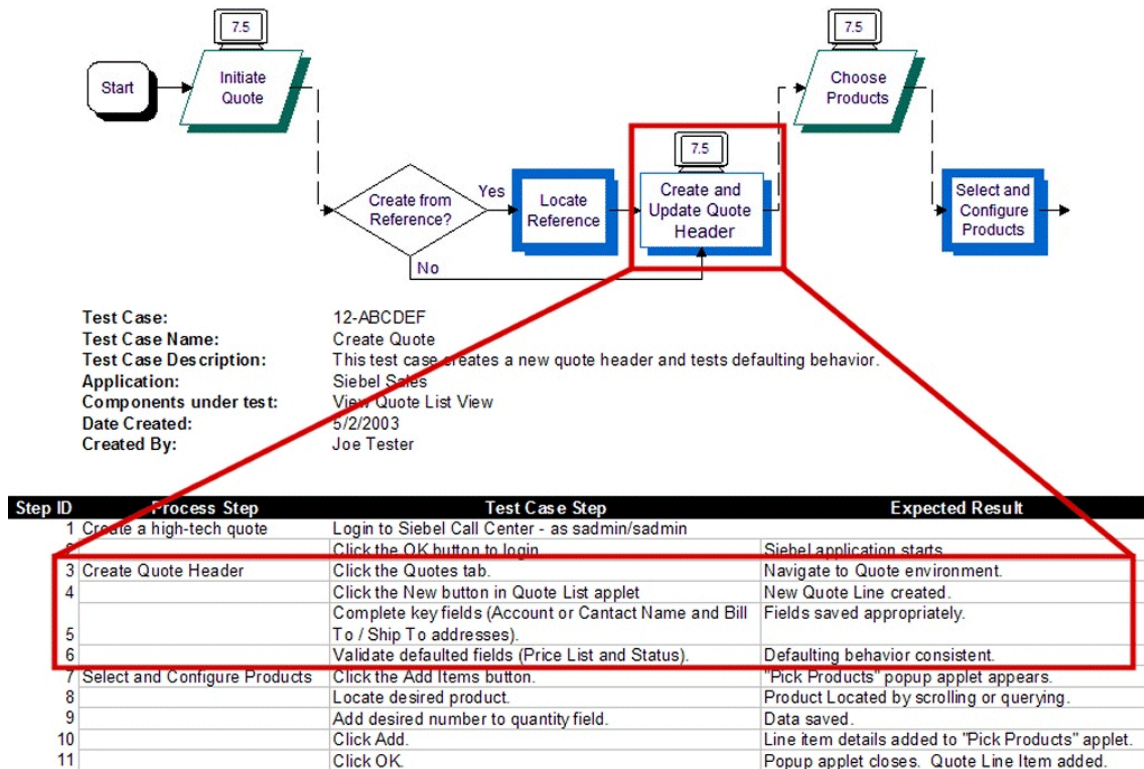 7.5
7.5
Start
Initiate
Quote
Choose
Products
7.5
Create from
Reference?
Yes
Locate
Reference
Create and
Update Quote
Header
Select and
Configure
Products
No
Test Case: 12-ABCDEF
Test Case Name: Create Quote
Test Case Description: This test case creates a new quote header and tests defaulting behavior.
Application: Siebel Sales
Components under test: View Quote List View
Date Created: 5/2/2003
Created By: Joe Tester
Step ID Process Step Test Case Step Expected Result
1 Create a high-tech quote Login to Siebel Call Center - as sadmin/sadmin
2 Click the OK button to login Siebel application starts
3 Create Quote Header Click the Quotes tab. Navigate to Quote environment.
4 Click the New button in Quote List applet New Quote Line created.
Complete key fields (Account or Cantact Name and Bill Fields saved appropriately.
5 To / Ship To addresses).
6 Validate defaulted fields (Price List and Status). Defaulting behavior consistent.
7 Select and Configure Products Click the Add Items button. "Pick Products" popup applet appears.
8 Locate desired product. Product Located by scrolling or querying.
9 Add desired number to quantity field. Data saved.
10 Click Add. Line item details added to "Pick Products" applet.
11 Click OK. Popup applet closes. Quote Line Item added.